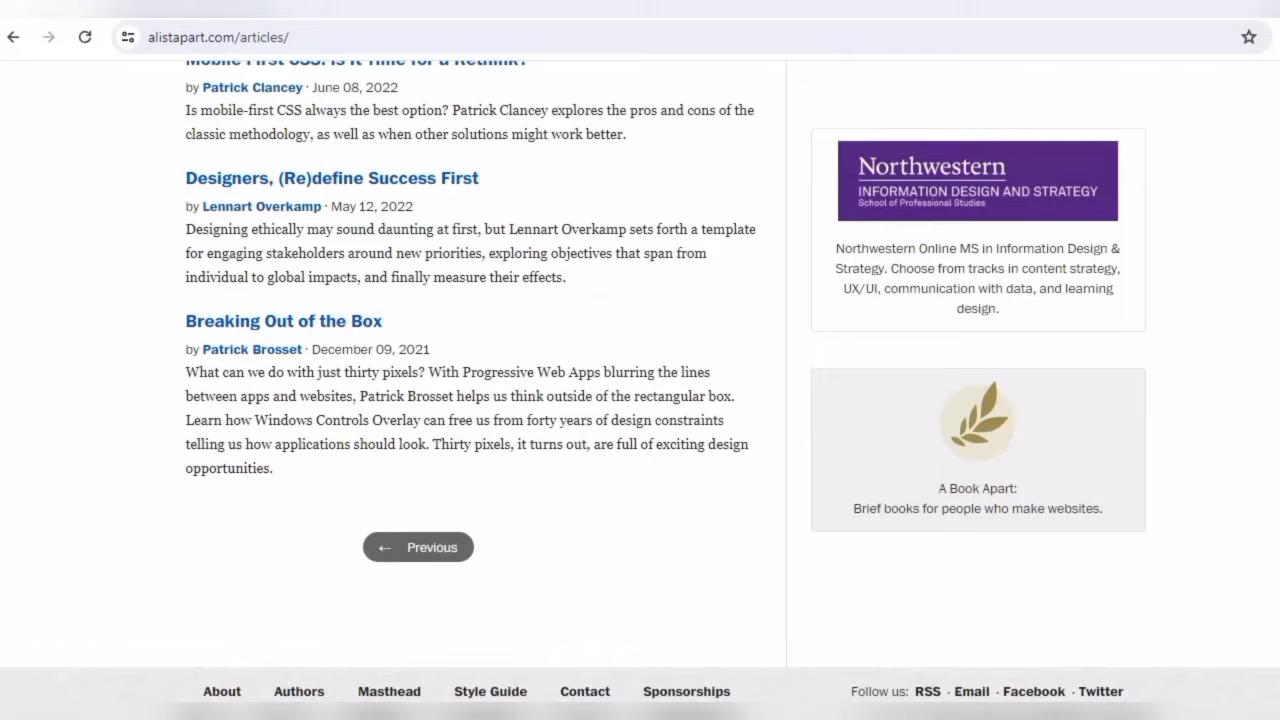 alistapart.com/articles/
Mobile-First CSS: Is It Time for a Rethink?
by Patrick Clancey · June 08, 2022
Is mobile-first CSS always the best option? Patrick Clancey explores the pros and cons of the
classic methodology, as well as when other solutions might work better.
Designers, (Re)define Success First
by Lennart Overkamp · May 12, 2022
Designing ethically may sound daunting at first, but Lennart Overkamp sets forth a template
for engaging stakeholders around new priorities, exploring objectives that span from
individual to global impacts, and finally measure their effects.
Breaking Out of the Box
by Patrick Brosset · December 09, 2021
What can we do with just thirty pixels? With Progressive Web Apps blurring the lines
between apps and websites, Patrick Brosset helps us think outside of the rectangular box.
Learn how Windows Controls Overlay can free us from forty years of design constraints
telling us how applications should look. Thirty pixels, it turns out, are full of exciting design
opportunities.
← Previous
Northwestern
INFORMATION DESIGN AND STRATEGY
School of Professional Studies
Northwestern Online MS in Information Design &
Strategy. Choose from tracks in content strategy,
UX/UI, communication with data, and learning
design.
A Book Apart:
Brief books for people who make websites.
About Authors Masthead Style Guide Contact Sponsorships
Follow us: RSS · Email · Facebook · Twitter